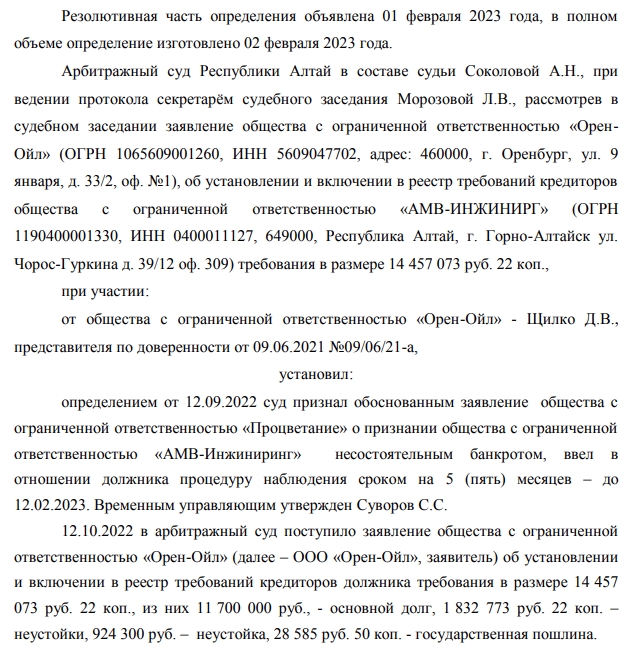 Резолютивная часть определения объявлена 01 февраля 2023 года, в полном
объеме определение изготовлено 02 февраля 2023 года.
Арбитражный суд Республики Алтай в составе судьи Соколовой А.Н., при
ведении протокола секретарём судебного заседания Морозовой Л.В., рассмотрев в
судебном заседании заявление общества с ограниченной ответственностью «Орен-
Ойл» (ОГРН 1065609001260, ИНН 5609047702, адрес: 460000, г. Оренбург, ул. 9
января, д. 33/2, оф. №1), об установлении и включении в реестр требований кредиторов
общества с ограниченной ответственностью «АМВ-ИНЖИНИРГ» (ОГРН
1190400001330, ИНН 0400011127, 649000, Республика Алтай, г. Горно-Алтайск ул.
Чорос-Гуркина д. 39/12 оф. 309) требования в размере 14 457 073 руб. 22 коп.,
при участии:
от общества с ограниченной ответственностью «Орен-Ойл» - Щилко Д.В.,
представителя по доверенности от 09.06.2021 №09/06/21-а,
установил:
определением от 12.09.2022 суд признал обоснованным заявление общества с
ограниченной ответственностью «Процветание» о признании общества с ограниченной
ответственностью «АМВ-Инжиниринг» несостоятельным банкротом, ввел в
отношении должника процедуру наблюдения сроком на 5 (пять) месяцев – до
12.02.2023. Временным управляющим утвержден Суворов С.С.
12.10.2022 в арбитражный суд поступило заявление общества с ограниченной
ответственностью «Орен-Ойл» (далее – ООО «Орен-Ойл», заявитель) об установлении
и включении в реестр требований кредиторов должника требования в размере 14 457
073 руб. 22 коп., из них 11 700 000 руб., - основной долг, 1 832 773 руб. 22 коп. –
неустойки, 924 300 руб. – неустойка, 28 585 руб. 50 коп. - государственная пошлина.